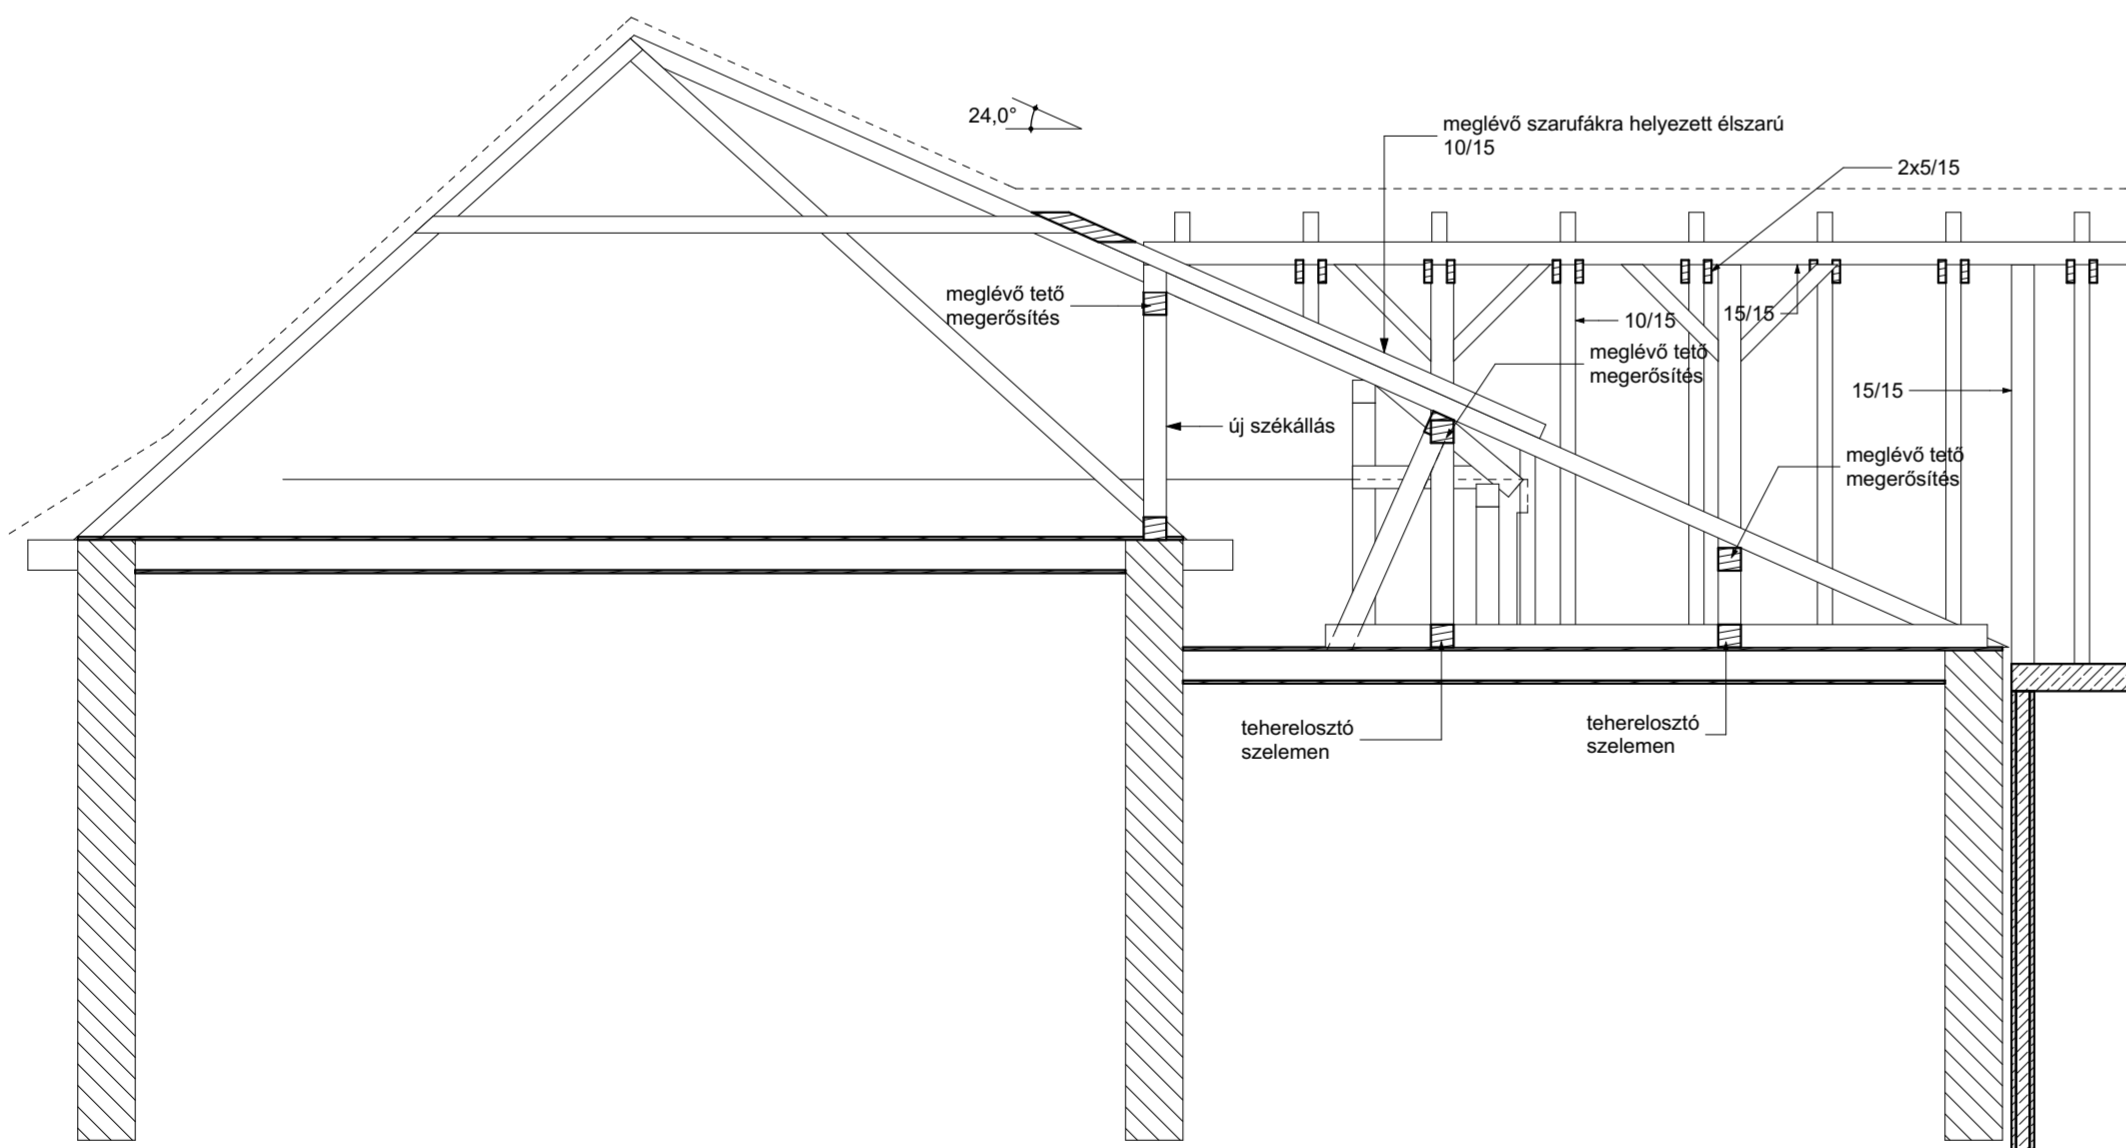 24,0°
meglévő szarufákra helyezett élszarú
10/15
2x5/15
meglévő tető
megerősítés
10/15
15/15
meglévő tető
megerősítés
15/15
új székállás
meglévő tető
megerősítés
teherelosztó
szelemen
teherelosztó
szelemen